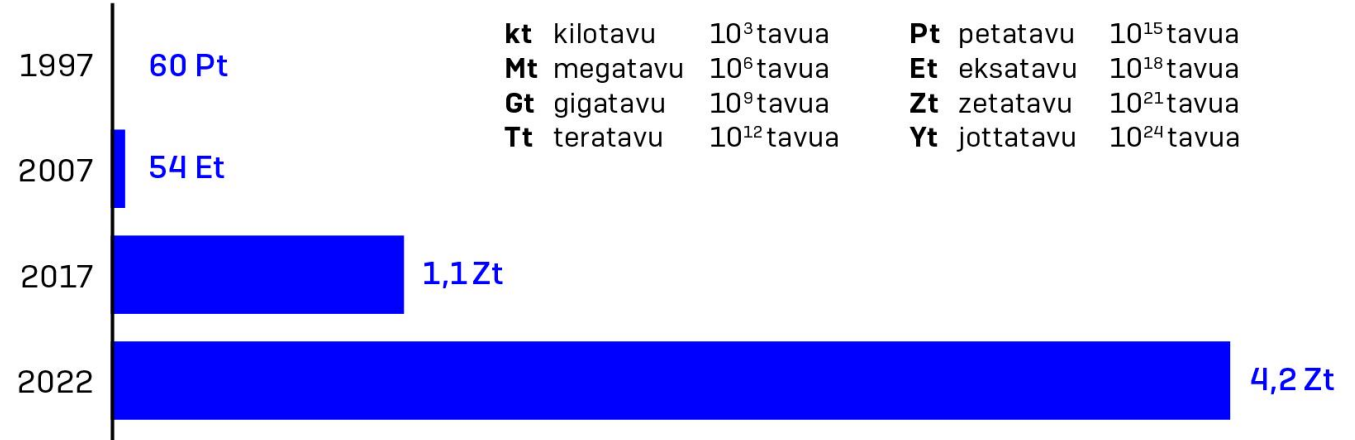 kt kilotavu 10³ tavua
Mt megatavu 10⁶ tavua
Gt gigatavu 10⁹ tavua
Tt teratavu 10¹² tavua
Pt petatavu 10¹⁵ tavua
Et eksatavu 10¹⁸ tavua
Zt zetatavu 10²¹ tavua
Yt jottatavu 10²⁴ tavua
1997 60 Pt
2007 54 Et
2017 1,1 Zt
2022 4,2 Zt